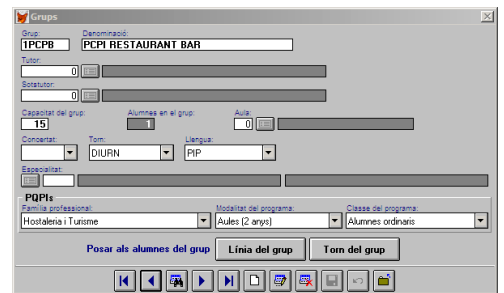 Grups
Grup: Denominació:
1PCPB PCPI RESTAURANT BAR
Tutor:
0
Sotstutor:
0
Capacitat del grup: Alumnes en el grup: Aula:
15 1 0
Concertat: Torn: Llengua:
DIURN PIP
Especialitat:
PQPIs
Família professional: Modalitat del programa: Classe del programa:
Hostaleria i Turisme Aules (2 anys) Alumnes ordinaris
Posar als alumnes del grup Línia del grup Torn del grup